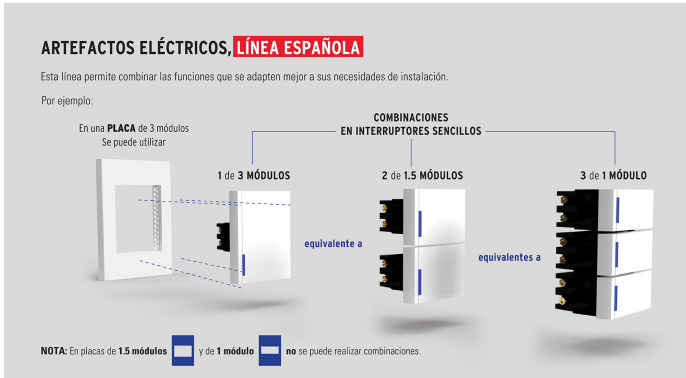 ARTEFACTOS ELÉCTRICOS, LÍNEA ESPAÑOLA
Esta línea permite combinar las funciones que se adapten mejor a sus necesidades de instalación.
Por ejemplo:
En una PLACA de 3 módulos
Se puede utilizar
COMBINACIONES
EN INTERRUPTORES SENCILLOS
1 de 3 MÓDULOS
2 de 1.5 MÓDULOS
3 de 1 MÓDULO
equivalente a
equivalentes a
NOTA: En placas de 1.5 módulos y de 1 módulo no se puede realizar combinaciones.